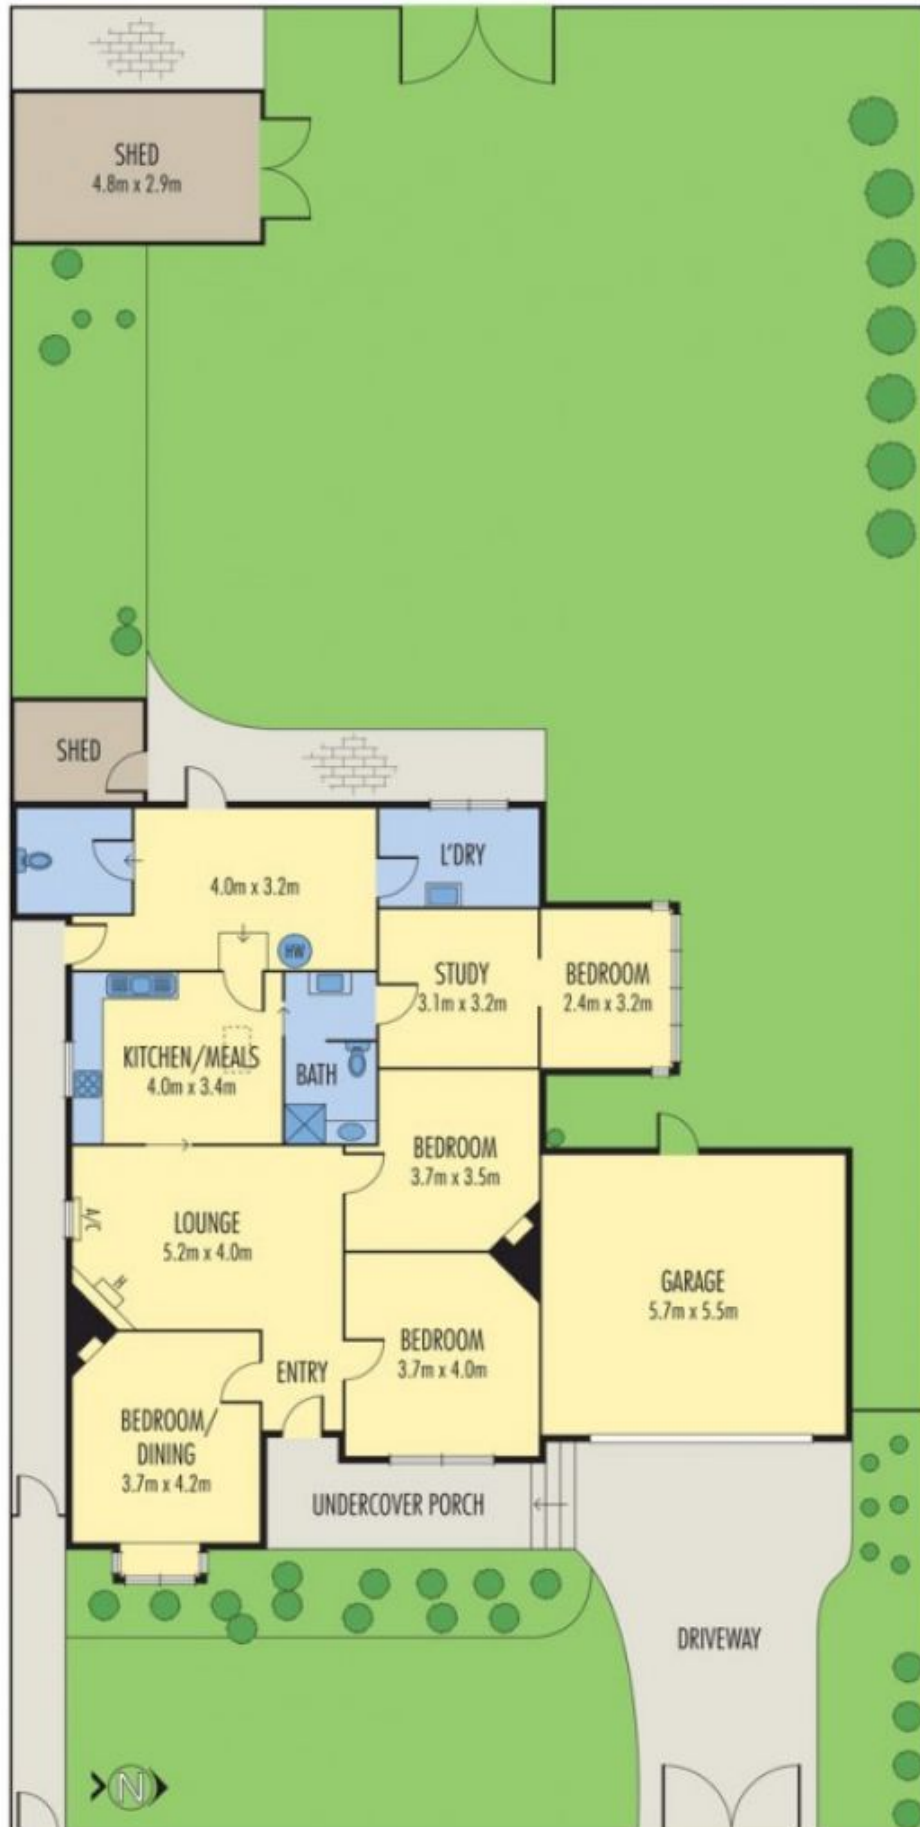 SHED
4.8m x 2.9m
SHED
L'DRY
4.0m x 3.2m
HW
STUDY
3.1m x 3.2m
BEDROOM
2.4m x 3.2m
KITCHEN/MEALS
4.0m x 3.4m
BATH
BEDROOM
3.7m x 3.5m
LOUNGE
5.2m x 4.0m
A/C
H
GARAGE
5.7m x 5.5m
BEDROOM
3.7m x 4.0m
ENTRY
BEDROOM/
DINING
3.7m x 4.2m
UNDERCOVER PORCH
DRIVEWAY
N